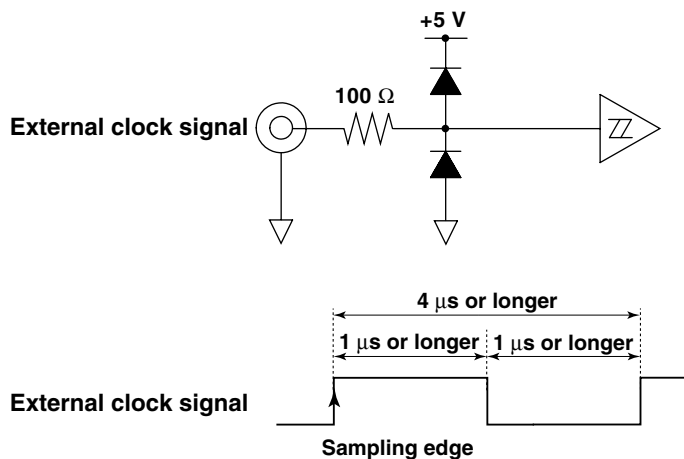 +5 V
100 Ω
External clock signal
4 μs or longer
1 μs or longer 1 μs or longer
External clock signal
Sampling edge